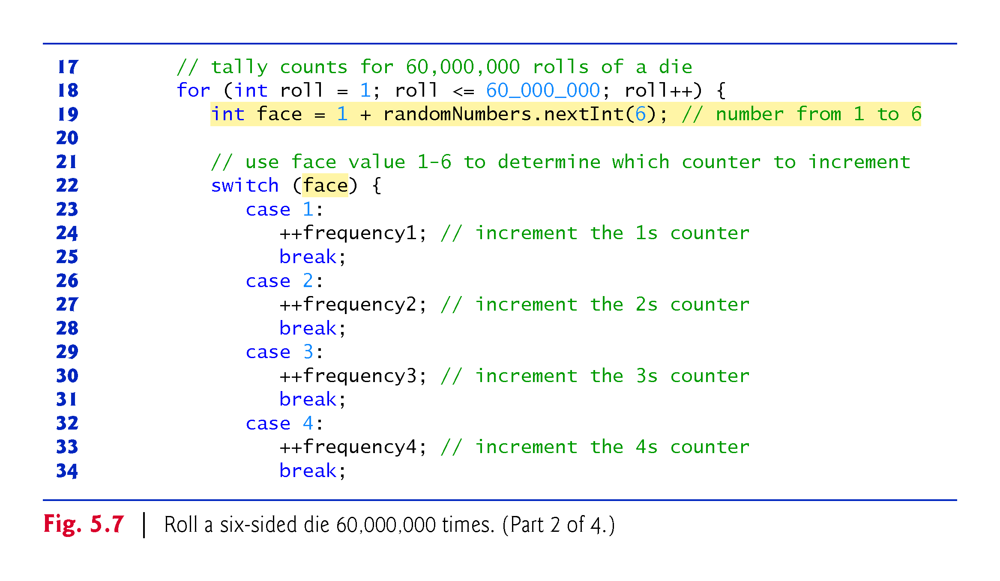 17 // tally counts for 60,000,000 rolls of a die
18 for (int roll = 1; roll <= 60_000_000; roll++) {
19 int face = 1 + randomNumbers.nextInt(6); // number from 1 to 6
20
21 // use face value 1-6 to determine which counter to increment
22 switch (face) {
23 case 1:
24 ++frequency1; // increment the 1s counter
25 break;
26 case 2:
27 ++frequency2; // increment the 2s counter
28 break;
29 case 3:
30 ++frequency3; // increment the 3s counter
31 break;
32 case 4:
33 ++frequency4; // increment the 4s counter
34 break;
Fig. 5.7 | Roll a six-sided die 60,000,000 times. (Part 2 of 4.)